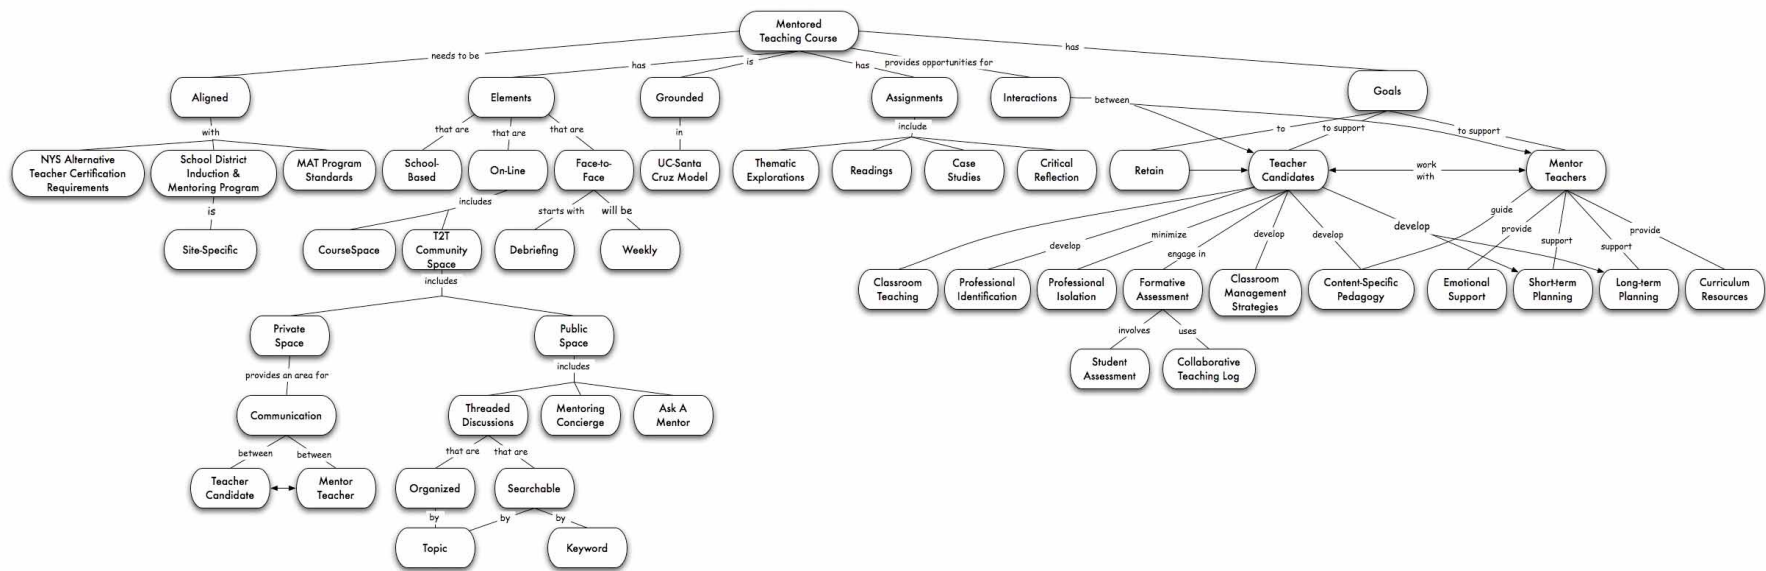 Mentored
Teaching Course
needs to be
has
is
has
provides opportunities for
has
Aligned
Elements
Grounded
Assignments
Interactions
between
Goals
with
that are
that are
that are
in
include
to
to support
to support
NYS Alternative
Teacher Certification
Requirements
School District
Induction &
Mentoring Program
MAT Program
Standards
School-
Based
On-Line
Face-to-
Face
UC-Santa
Cruz Model
Thematic
Explorations
Readings
Case
Studies
Critical
Reflection
Retain
Teacher
Candidates
work
with
Mentor
Teachers
is
includes
starts with
will be
Site-Specific
CourseSpace
T2T
Community
Space
Debriefing
Weekly
develop
minimize
engage in
develop
develop
develop
guide
provide
support
support
provide
includes
Classroom
Teaching
Professional
Identification
Professional
Isolation
Formative
Assessment
Classroom
Management
Strategies
Content-Specific
Pedagogy
Emotional
Support
Short-term
Planning
Long-term
Planning
Curriculum
Resources
Private
Space
Public
Space
involves
uses
provides an area for
includes
Student
Assessment
Collaborative
Teaching Log
Communication
Threaded
Discussions
Mentoring
Concierge
Ask A
Mentor
between
between
that are
that are
Teacher
Candidate
Mentor
Teacher
Organized
Searchable
by
by
by
Topic
Keyword